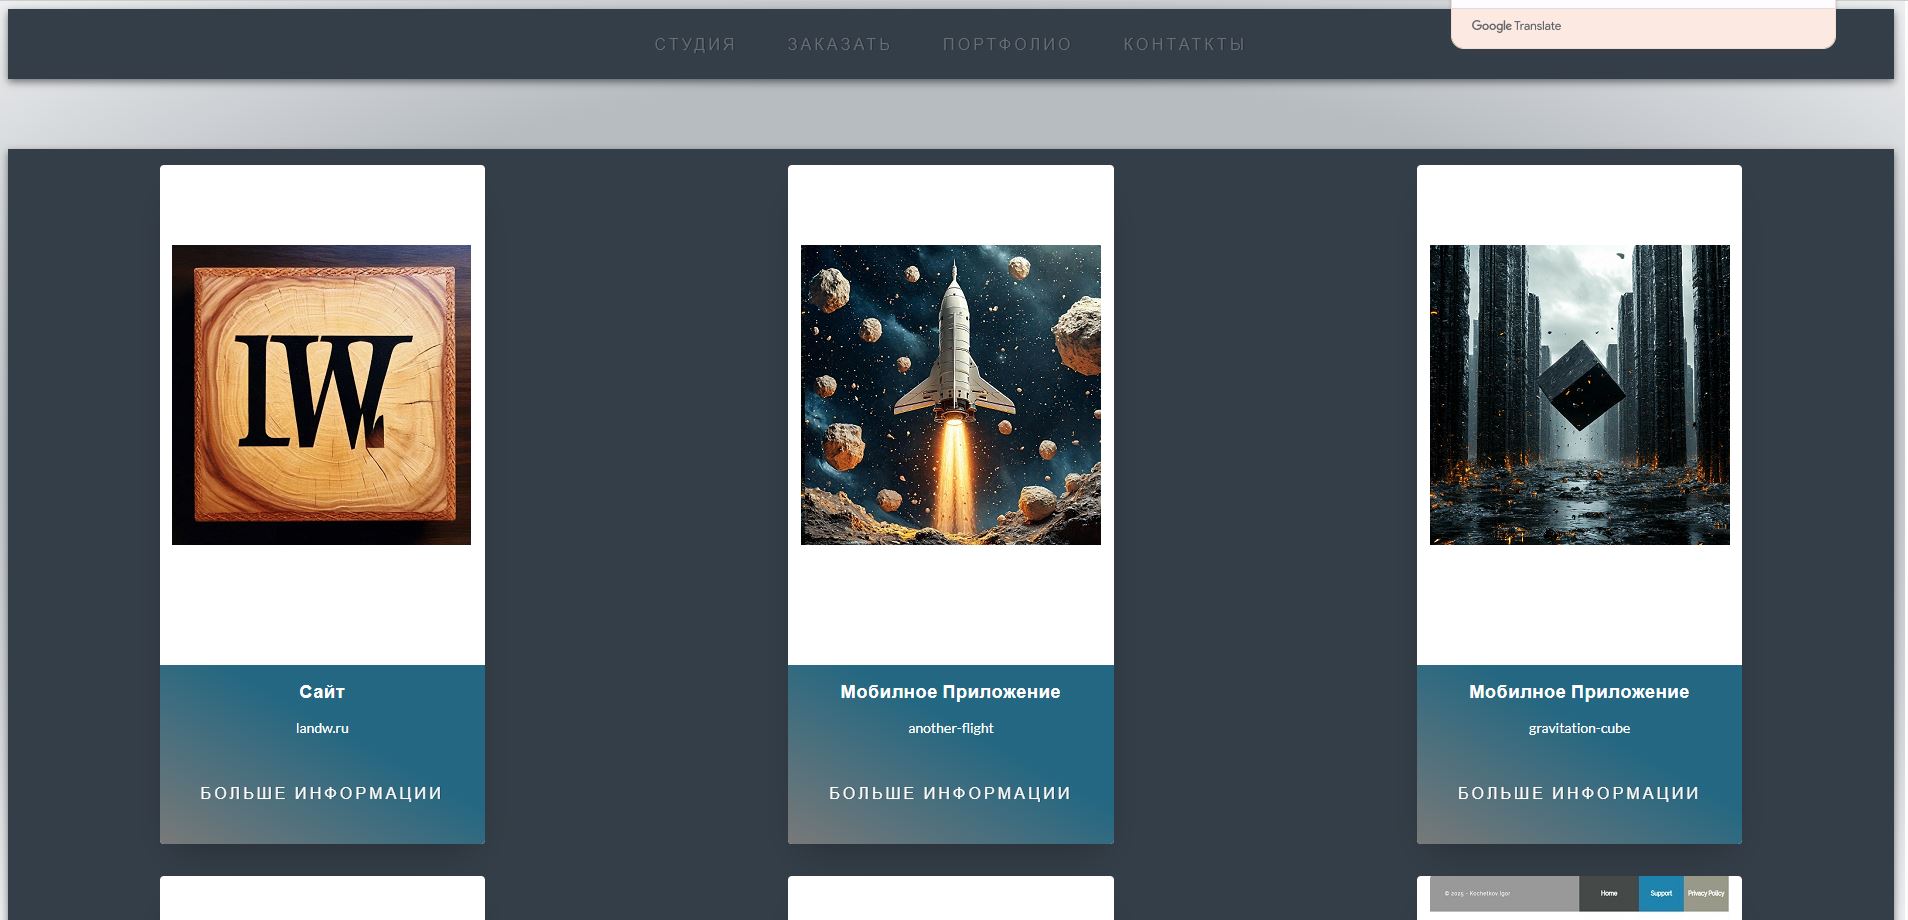 Google Translate
СТУДИЯ ЗАКАЗАТЬ ПОРТФОЛИО КОНТАТКТЫ
IW
Сайт
landw.ru
БОЛЬШЕ ИНФОРМАЦИИ
Мобилное Приложение
another-flight
БОЛЬШЕ ИНФОРМАЦИИ
Мобилное Приложение
gravitation-cube
БОЛЬШЕ ИНФОРМАЦИИ
© 2025 - Kochetkov.Igor Home Support Privacy Policy